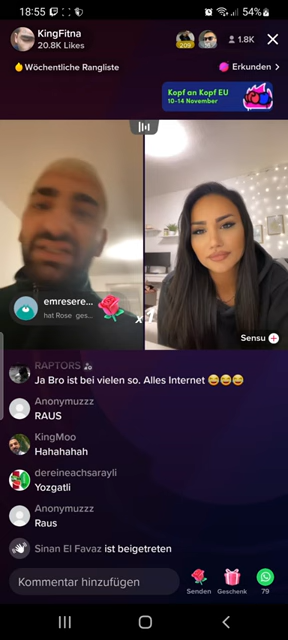 18:55
54%
KingFitna
20.8K Likes
209
1.8K
Wöchentliche Rangliste
Erkunden
Kopf an Kopf EU
10-14 November
emresere...
hat Rose ges...
Sensu
RAPTORS
Ja Bro ist bei vielen so. Alles Internet 😂😂😂
Anonymuzzz
RAUS
KingMoo
Hahahahah
dereineachsarayli
Yozgatli
Anonymuzzz
Raus
Sinan El Favaz ist beigetreten
Kommentar hinzufügen
Senden
Geschenk
79